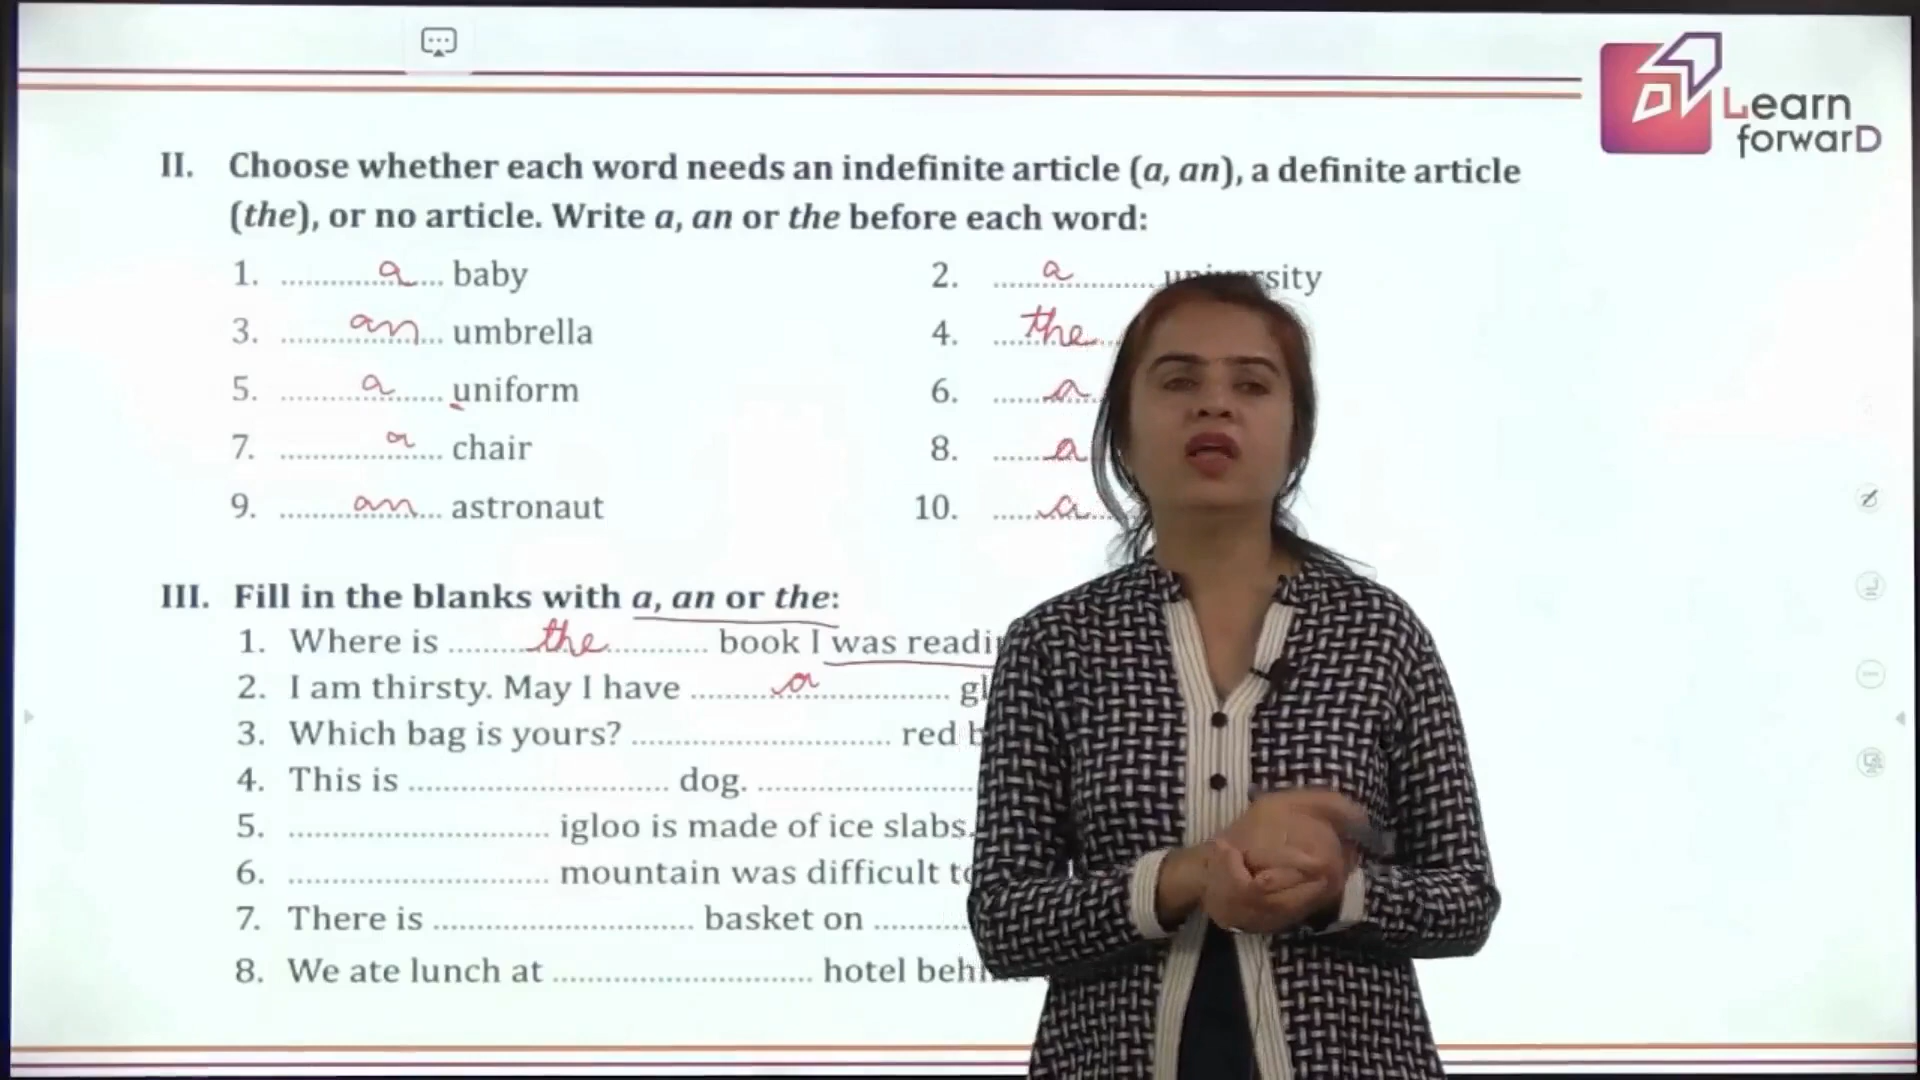 Learn
forwarD
II. Choose whether each word needs an indefinite article (a, an), a definite article
(the), or no article. Write a, an or the before each word:
1. ............a.... baby
2. .....a........... university
3. .......an... umbrella
4. ...the...
5. ........a...... uniform
6. .....a...
7. ..........a... chair
8. .....a
9. .......an... astronaut
10. .....a...
III. Fill in the blanks with a, an or the:
1. Where is ........the............ book I was readi
2. I am thirsty. May I have ........a............. gl
3. Which bag is yours? .......................... red b
4. This is .......................... dog. ......................
5. .......................... igloo is made of ice slabs.
6. .......................... mountain was difficult to
7. There is .......................... basket on .........
8. We ate lunch at .......................... hotel behi